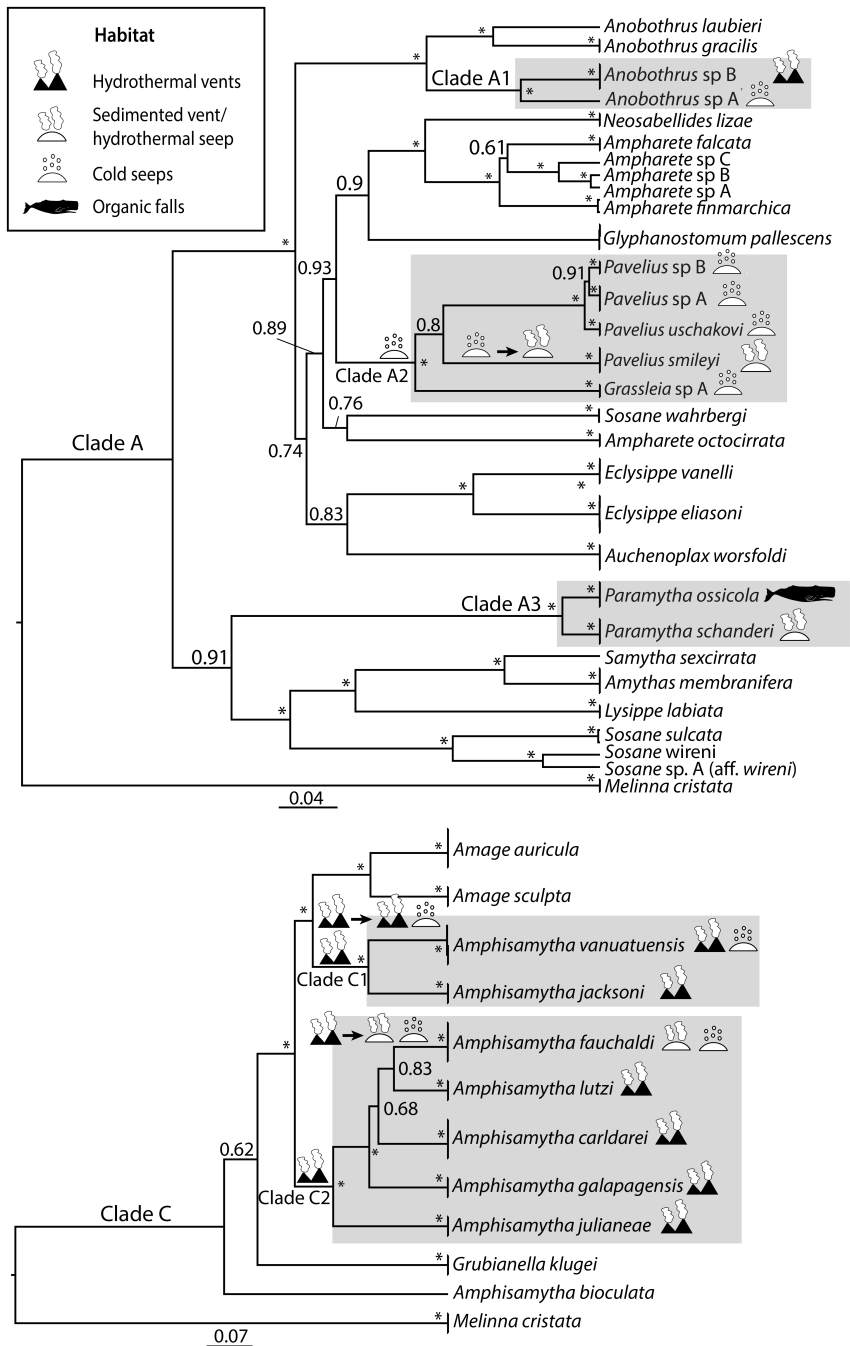 Habitat
Hydrothermal vents
Sedimented vent/
hydrothermal seep
Cold seeps
Organic falls
*
Anobothrus laubieri
*
*
Anobothrus gracilis
Clade A1
*
Anobothrus sp B
*
Anobothrus sp A
*
Neosabellides lizae
*
0.61
*
Ampharete falcata
*
Ampharete sp C
*
*
Ampharete sp B
Ampharete sp A
0.9
*
Ampharete finmarchica
Glyphanostomum pallescens
*
0.93
0.91
*
Pavelius sp B
*
*
Pavelius sp A
0.89
0.8
*
Pavelius uschakovi
Clade A2
*
*
Pavelius smileyi
*
Grassleia sp A
0.76
*
Sosane wahrbergi
Clade A
0.74
*
Ampharete octocirrata
*
*
*
Eclysippe vanelli
0.83
*
Eclysippe eliasoni
*
Auchenoplax worsfoldi
Clade A3
*
*
Paramytha ossicola
*
Paramytha schanderi
0.91
*
Samytha sexcirrata
*
*
Amythas membranifera
*
*
Lysippe labiata
*
*
Sosane sulcata
*
Sosane wireni
Sosane sp. A (aff. wireni)
*
Melinna cristata
0.04
*
*
Amage auricula
*
*
Amage sculpta
*
Amphisamytha vanuatuensis
Clade C1
*
*
Amphisamytha jacksoni
*
*
Amphisamytha fauchaldi
0.83
*
Amphisamytha lutzi
0.68
*
Amphisamytha carldarei
0.62
*
*
Amphisamytha galapagensis
Clade C2
*
Clade C
*
Amphisamytha julianeae
*
Grubianella klugei
Amphisamytha bioculata
*
Melinna cristata
0.07